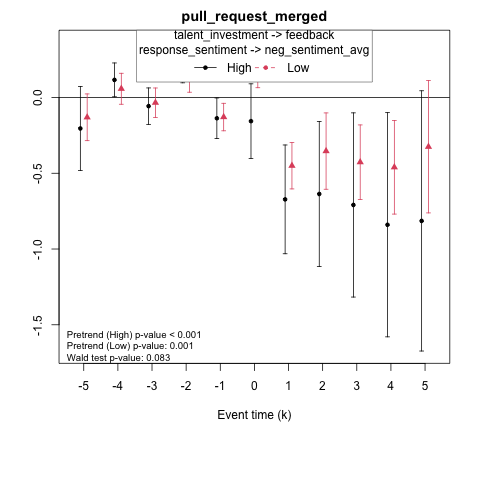 pull_request_merged
talent_investment -> feedback
response_sentiment -> neg_sentiment_avg
High Low
0.0
-0.5
-1.0
-1.5
Pretrend (High) p-value < 0.001
Pretrend (Low) p-value: 0.001
Wald test p-value: 0.083
-5 -4 -3 -2 -1 0 1 2 3 4 5
Event time (k)